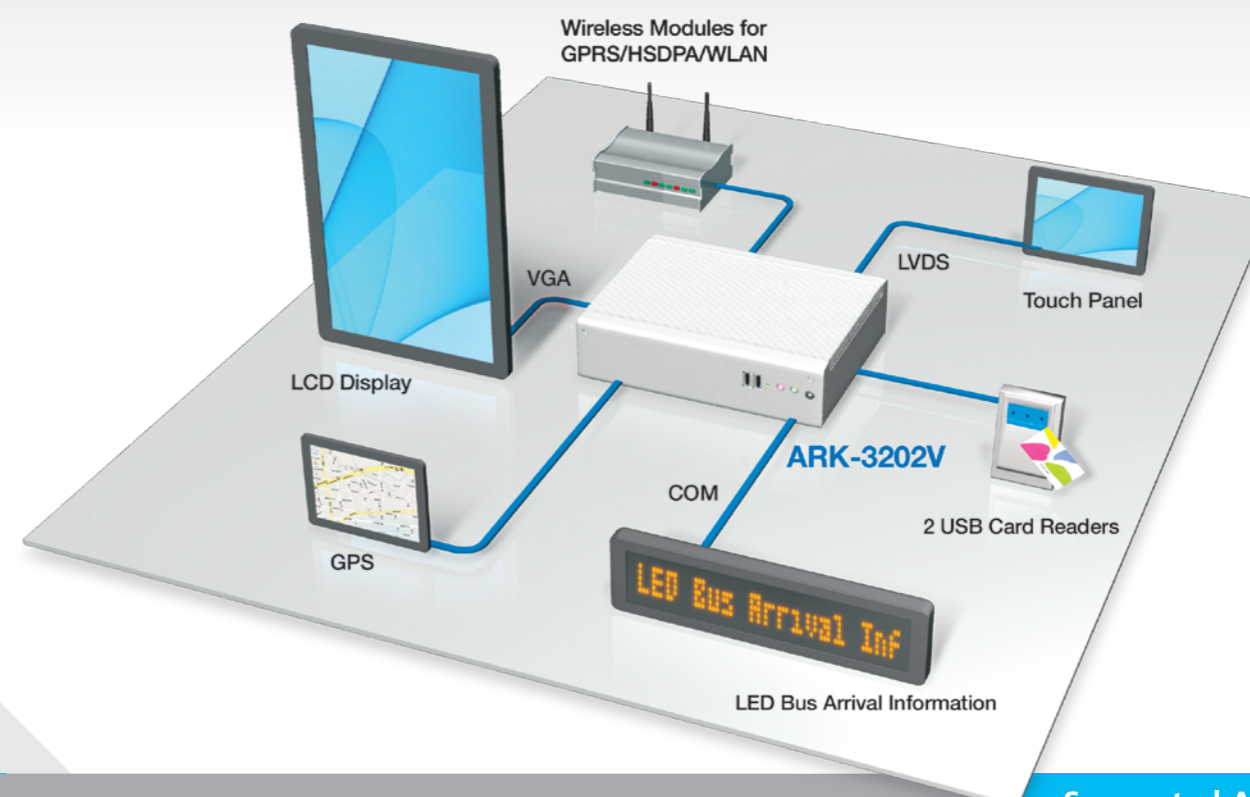 Wireless Modules for
GPRS/HSDPA/WLAN
LVDS
Touch Panel
VGA
LCD Display
ARK-3202V
COM
2 USB Card Readers
GPS
LED Bus Arrival Inf
LED Bus Arrival Information